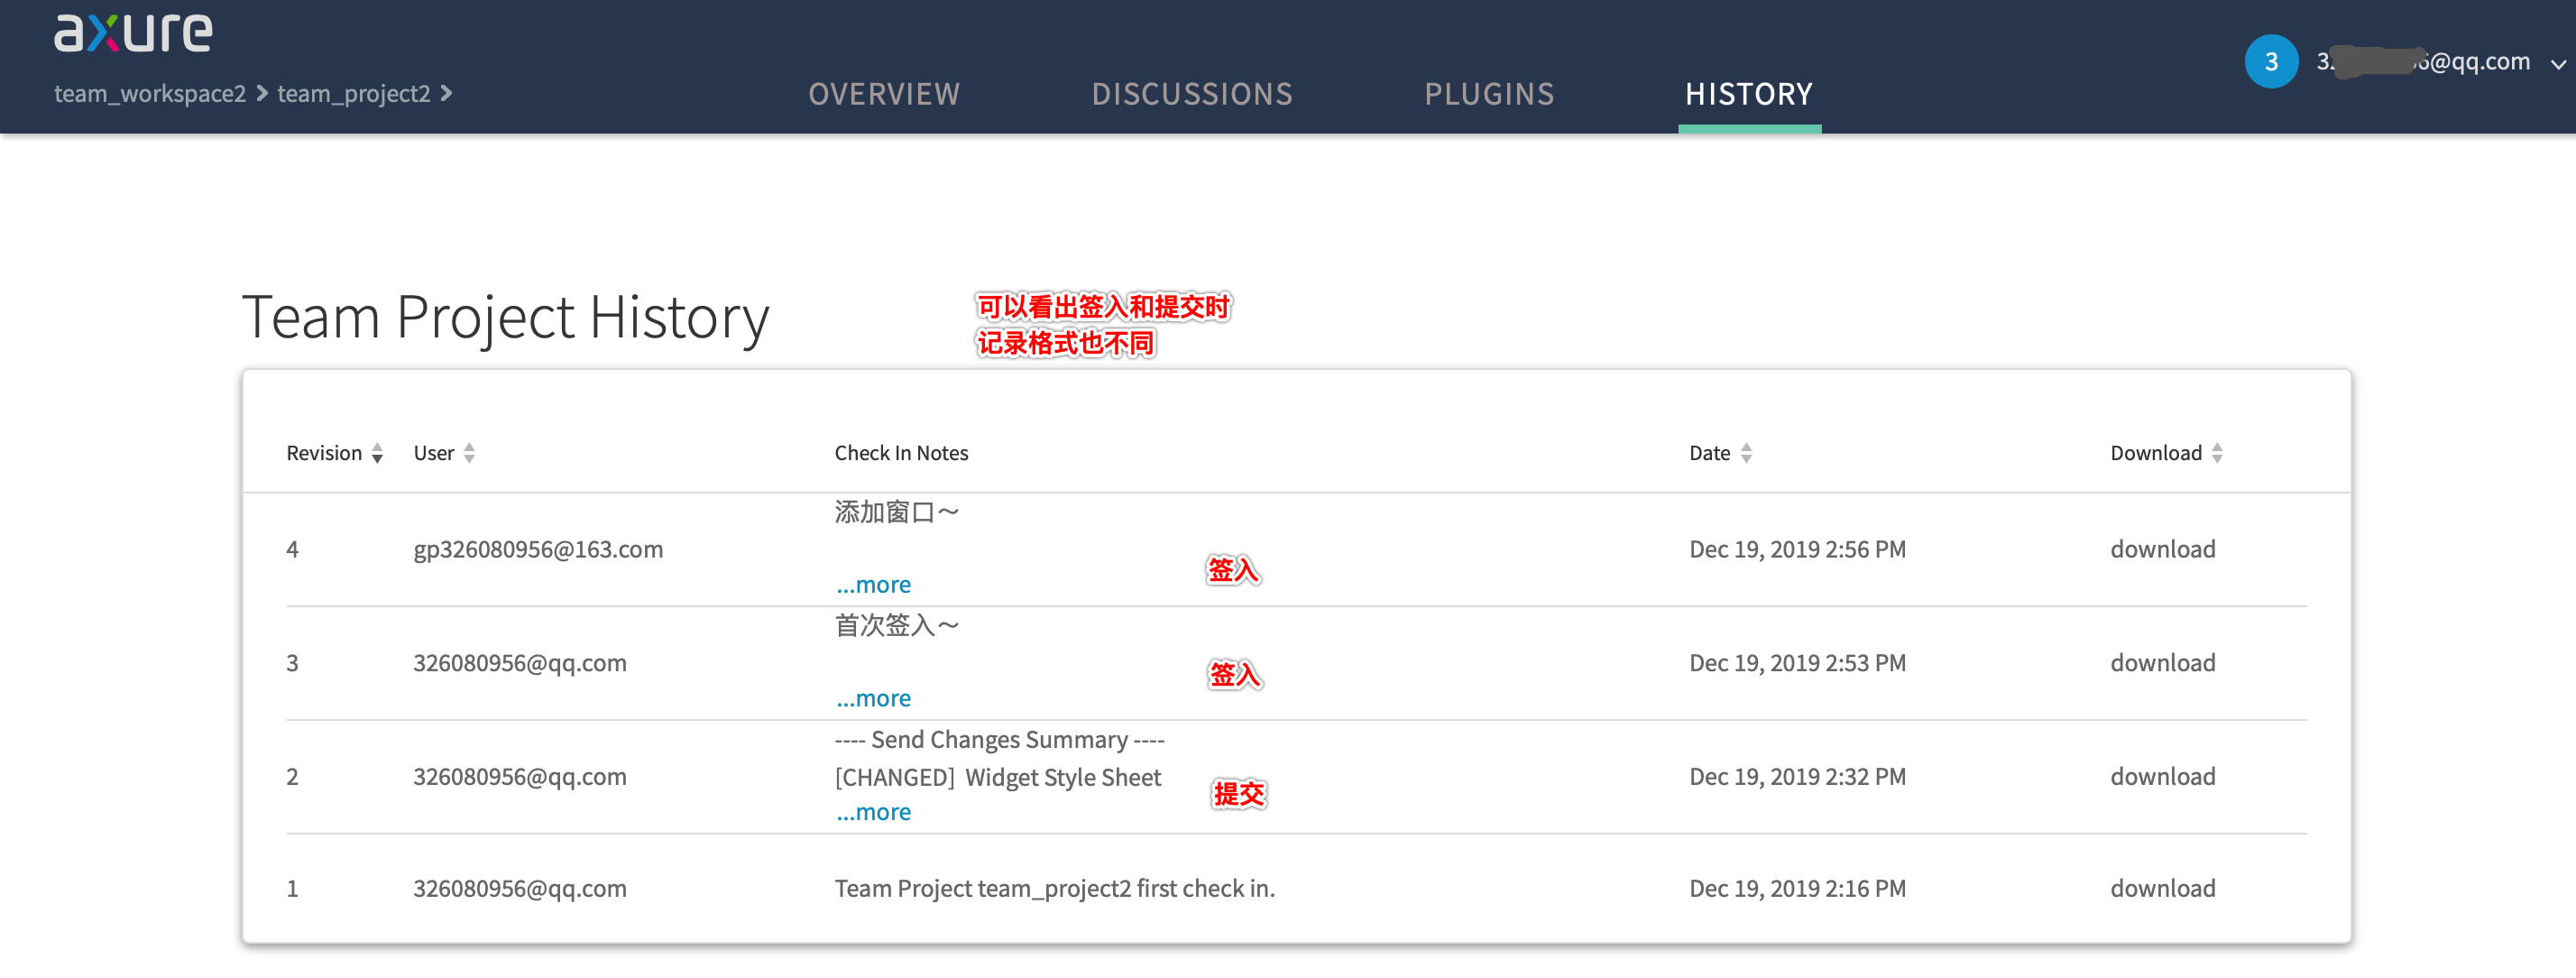 axure
team_workspace2 > team_project2 >
OVERVIEW DISCUSSIONS PLUGINS HISTORY
3 @qq.com
Team Project History
可以看出签入和提交时
记录格式也不同
Revision User Check In Notes Date Download
添加窗口～
4 gp326080956@163.com Dec 19, 2019 2:56 PM download
...more
签入
首次签入～
3 326080956@qq.com Dec 19, 2019 2:53 PM download
...more
签入
---- Send Changes Summary ----
[CHANGED] Widget Style Sheet
2 326080956@qq.com Dec 19, 2019 2:32 PM download
...more
提交
1 326080956@qq.com Team Project team_project2 first check in. Dec 19, 2019 2:16 PM download